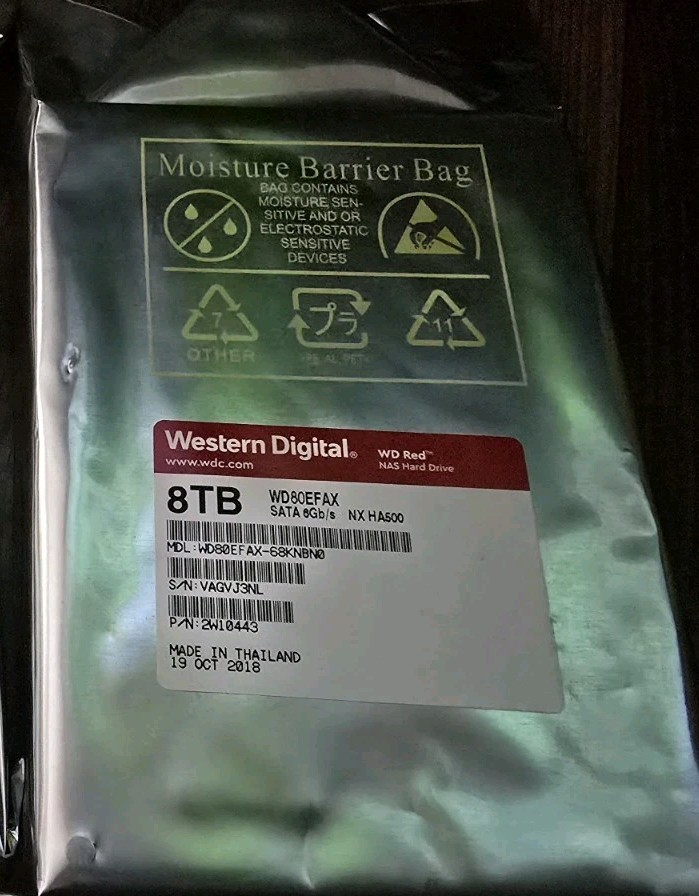 Moisture Barrier Bag
BAG CONTAINS
MOISTURE SEN-
SITIVE AND OR
ELECTROSTATIC
SENSITIVE
DEVICES
7
プラ
11
OTHER
Western Digital®
www.wdc.com
WD Red™
NAS Hard Drive
8TB
WD80EFAX
SATA 6Gb/s NX HA500
MDL:WD80EFAX-68KNBN0
S/N:VAGVJ3NL
P/N:2W10443
MADE IN THAILAND
19 OCT 2018